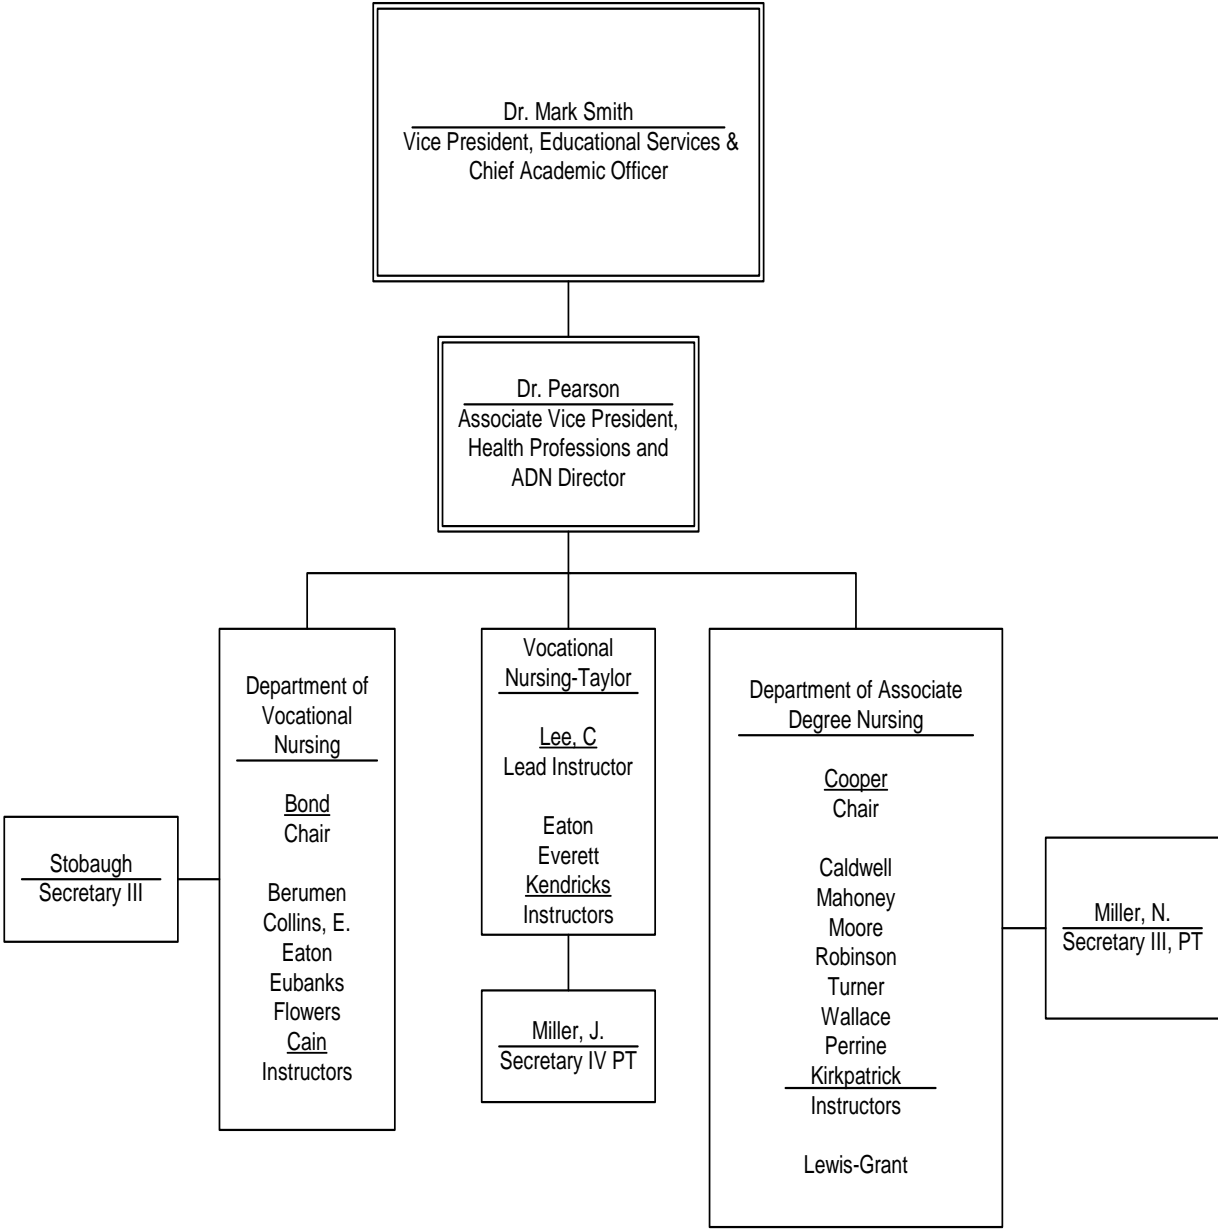 Dr. Mark Smith
Vice President, Educational Services &
Chief Academic Officer
Dr. Pearson
Associate Vice President,
Health Professions and
ADN Director
Department of
Vocational
Nursing
Bond
Chair
Berumen
Collins, E.
Eaton
Eubanks
Flowers
Cain
Instructors
Stobaugh
Secretary III
Vocational
Nursing-Taylor
Lee, C
Lead Instructor
Eaton
Everett
Kendricks
Instructors
Miller, J.
Secretary IV PT
Department of Associate
Degree Nursing
Cooper
Chair
Caldwell
Mahoney
Moore
Robinson
Turner
Wallace
Perrine
Kirkpatrick
Instructors
Lewis-Grant
Miller, N.
Secretary III, PT